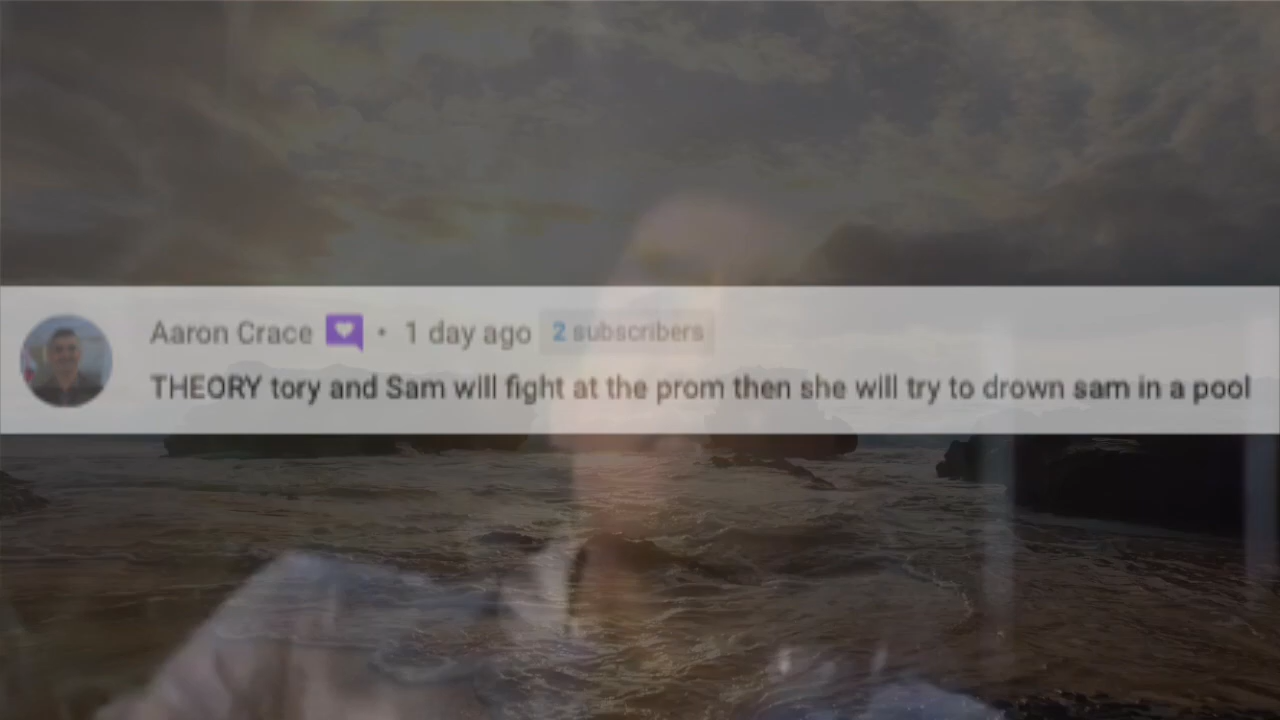 Aaron Crace • 1 day ago 2 subscribers
THEORY tory and Sam will fight at the prom then she will try to drown sam in a pool